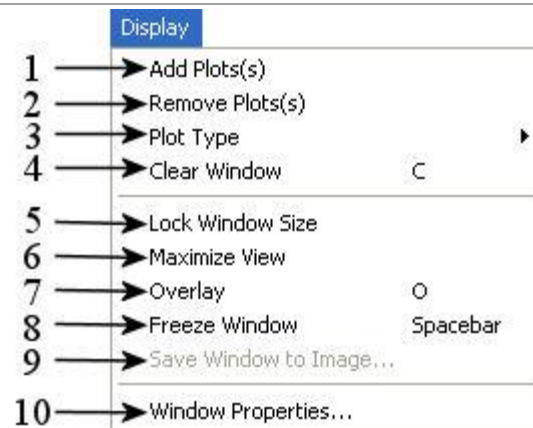 Display
1 Add Plots(s)
2 Remove Plots(s)
3 Plot Type
4 Clear Window C
5 Lock Window Size
6 Maximize View
7 Overlay O
8 Freeze Window Spacebar
9 Save Window to Image...
10 Window Properties...